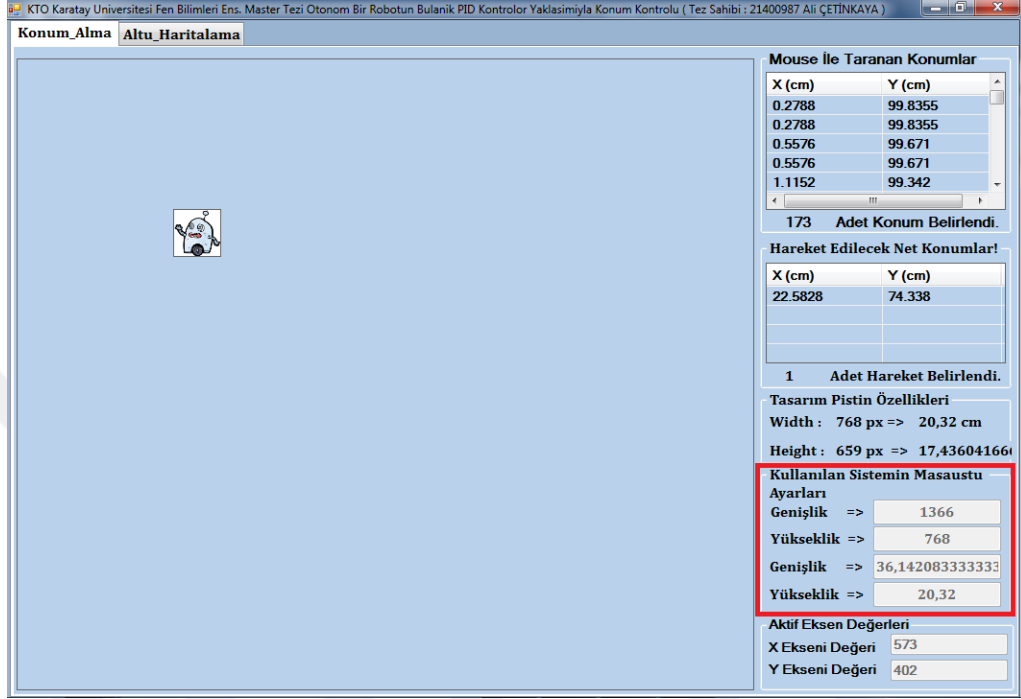 KTO Karatay Universitesi Fen Bilimleri Ens. Master Tezi Otonom Bir Robotun Bulanik PID Kontrolor Yaklasimiyla Konum Kontrolu ( Tez Sahibi : 21400987 Ali ÇETİNKAYA )
Konum_Alma Altu_Haritalama
Mouse İle Taranan Konumlar
X (cm) Y (cm)
0.2788 99.8355
0.2788 99.8355
0.5576 99.671
0.5576 99.671
1.1152 99.342
173 Adet Konum Belirlendi.
Hareket Edilecek Net Konumlar!
X (cm) Y (cm)
22.5828 74.338
1 Adet Hareket Belirlendi.
Tasarım Pistin Özellikleri
Width : 768 px => 20,32 cm
Height : 659 px => 17,436041666
Kullanılan Sistemin Masaustu
Ayarları
Genişlik => 1366
Yükseklik => 768
Genişlik => 36,142083333333
Yükseklik => 20,32
Aktif Eksen Değerleri
X Ekseni Değeri 573
Y Ekseni Değeri 402